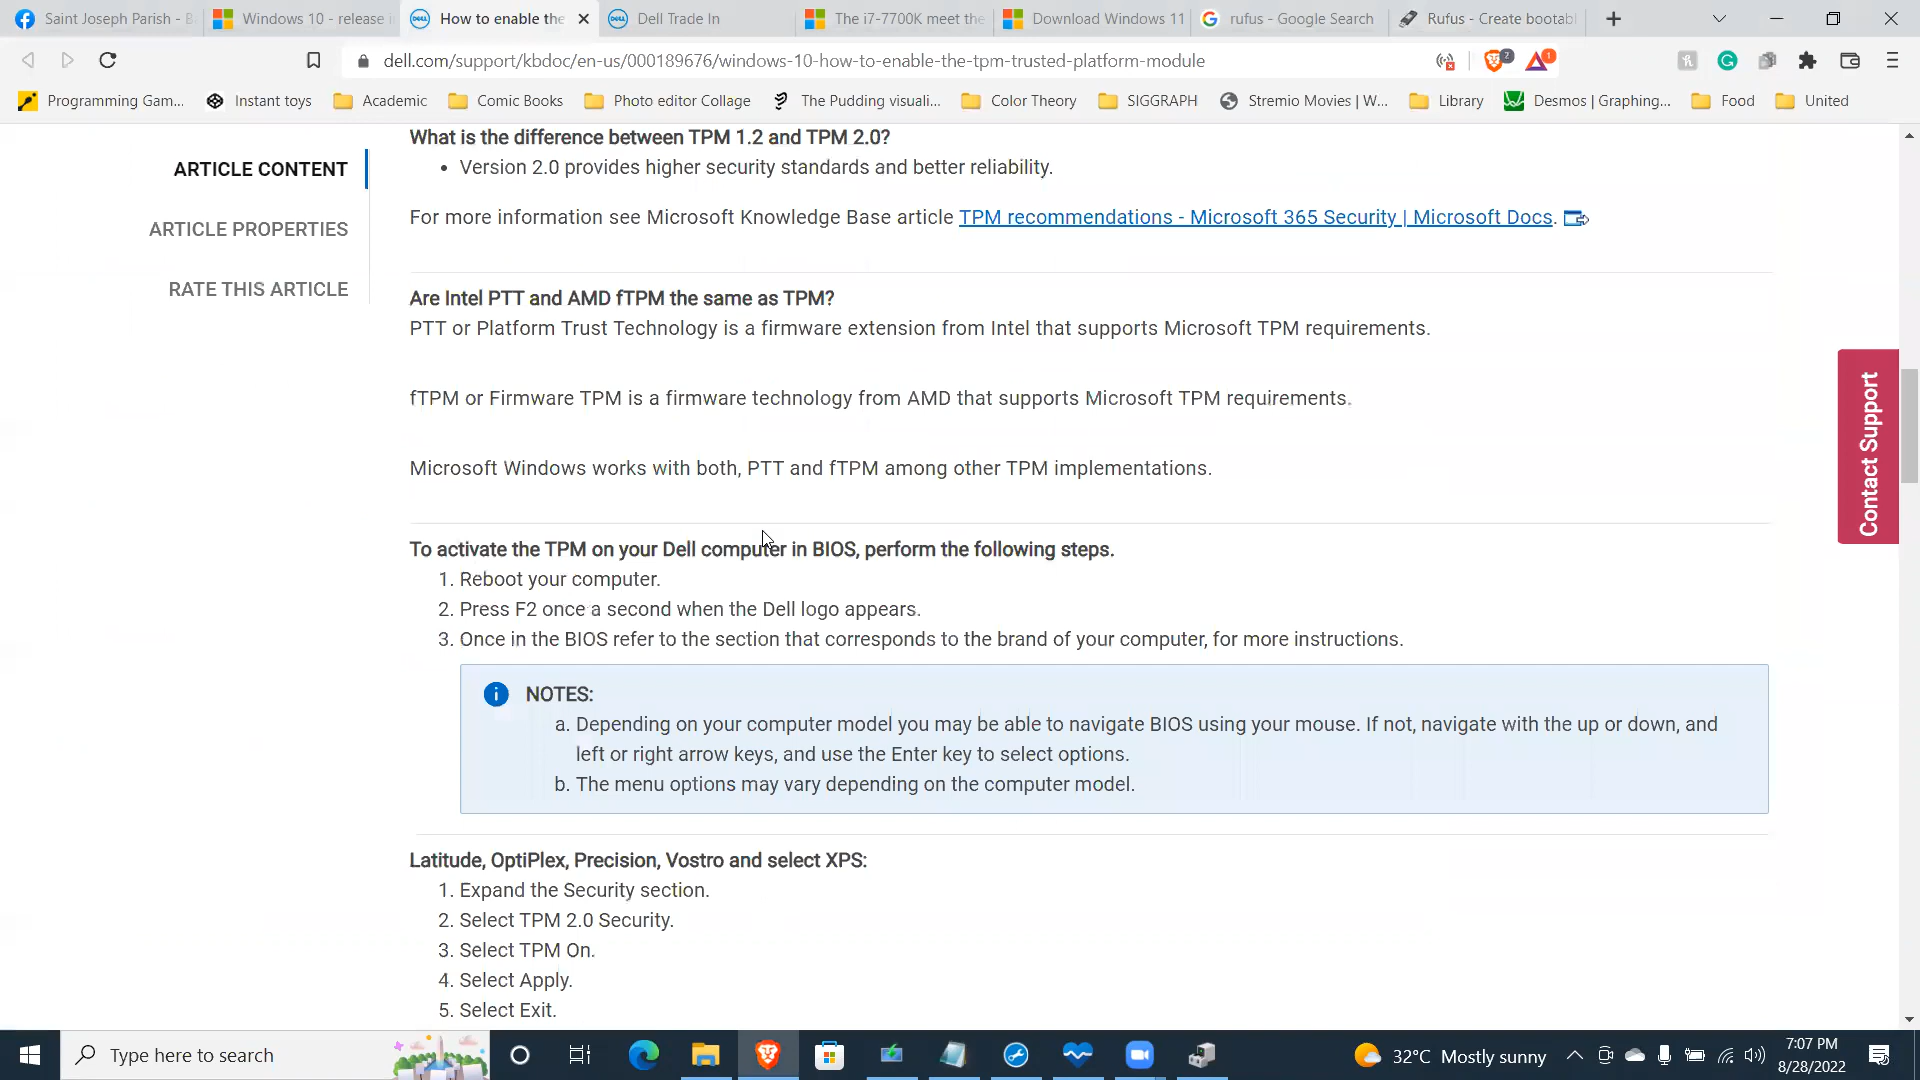 Saint Joseph Parish - B
Windows 10 - release i
How to enable the
Dell Trade In
The i7-7700K meet the
Download Windows 11
rufus - Google Search
Rufus - Create bootabl
dell.com/support/kbdoc/en-us/000189676/windows-10-how-to-enable-the-tpm-trusted-platform-module
2
1
Programming Gam...
Instant toys
Academic
Comic Books
Photo editor Collage
The Pudding visuali...
Color Theory
SIGGRAPH
Stremio Movies | W...
Library
Desmos | Graphing...
Food
United
ARTICLE CONTENT
ARTICLE PROPERTIES
RATE THIS ARTICLE
What is the difference between TPM 1.2 and TPM 2.0?
• Version 2.0 provides higher security standards and better reliability.
For more information see Microsoft Knowledge Base article TPM recommendations - Microsoft 365 Security | Microsoft Docs.
Are Intel PTT and AMD fTPM the same as TPM?
PTT or Platform Trust Technology is a firmware extension from Intel that supports Microsoft TPM requirements.
fTPM or Firmware TPM is a firmware technology from AMD that supports Microsoft TPM requirements.
Microsoft Windows works with both, PTT and fTPM among other TPM implementations.
To activate the TPM on your Dell computer in BIOS, perform the following steps.
1. Reboot your computer.
2. Press F2 once a second when the Dell logo appears.
3. Once in the BIOS refer to the section that corresponds to the brand of your computer, for more instructions.
NOTES:
a. Depending on your computer model you may be able to navigate BIOS using your mouse. If not, navigate with the up or down, and
left or right arrow keys, and use the Enter key to select options.
b. The menu options may vary depending on the computer model.
Latitude, OptiPlex, Precision, Vostro and select XPS:
1. Expand the Security section.
2. Select TPM 2.0 Security.
3. Select TPM On.
4. Select Apply.
5. Select Exit.
Contact Support
Type here to search
32°C Mostly sunny
7:07 PM
8/28/2022